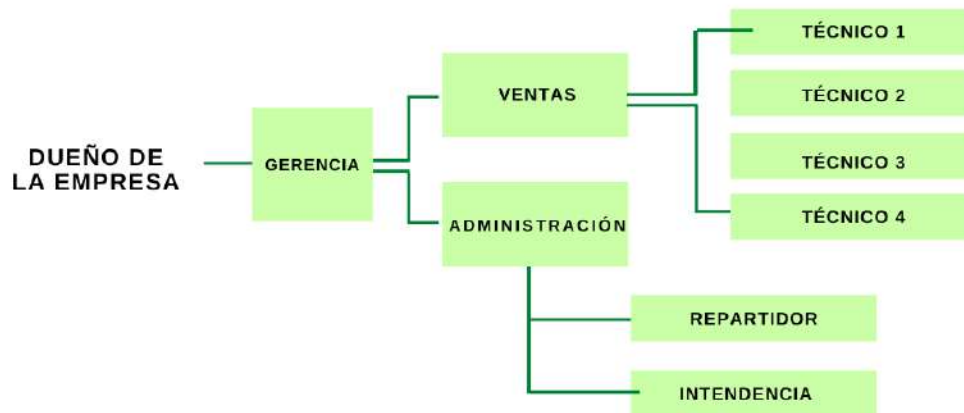 DUEÑO DE
LA EMPRESA
GERENCIA
VENTAS
ADMINISTRACIÓN
TÉCNICO 1
TÉCNICO 2
TÉCNICO 3
TÉCNICO 4
REPARTIDOR
INTENDENCIA